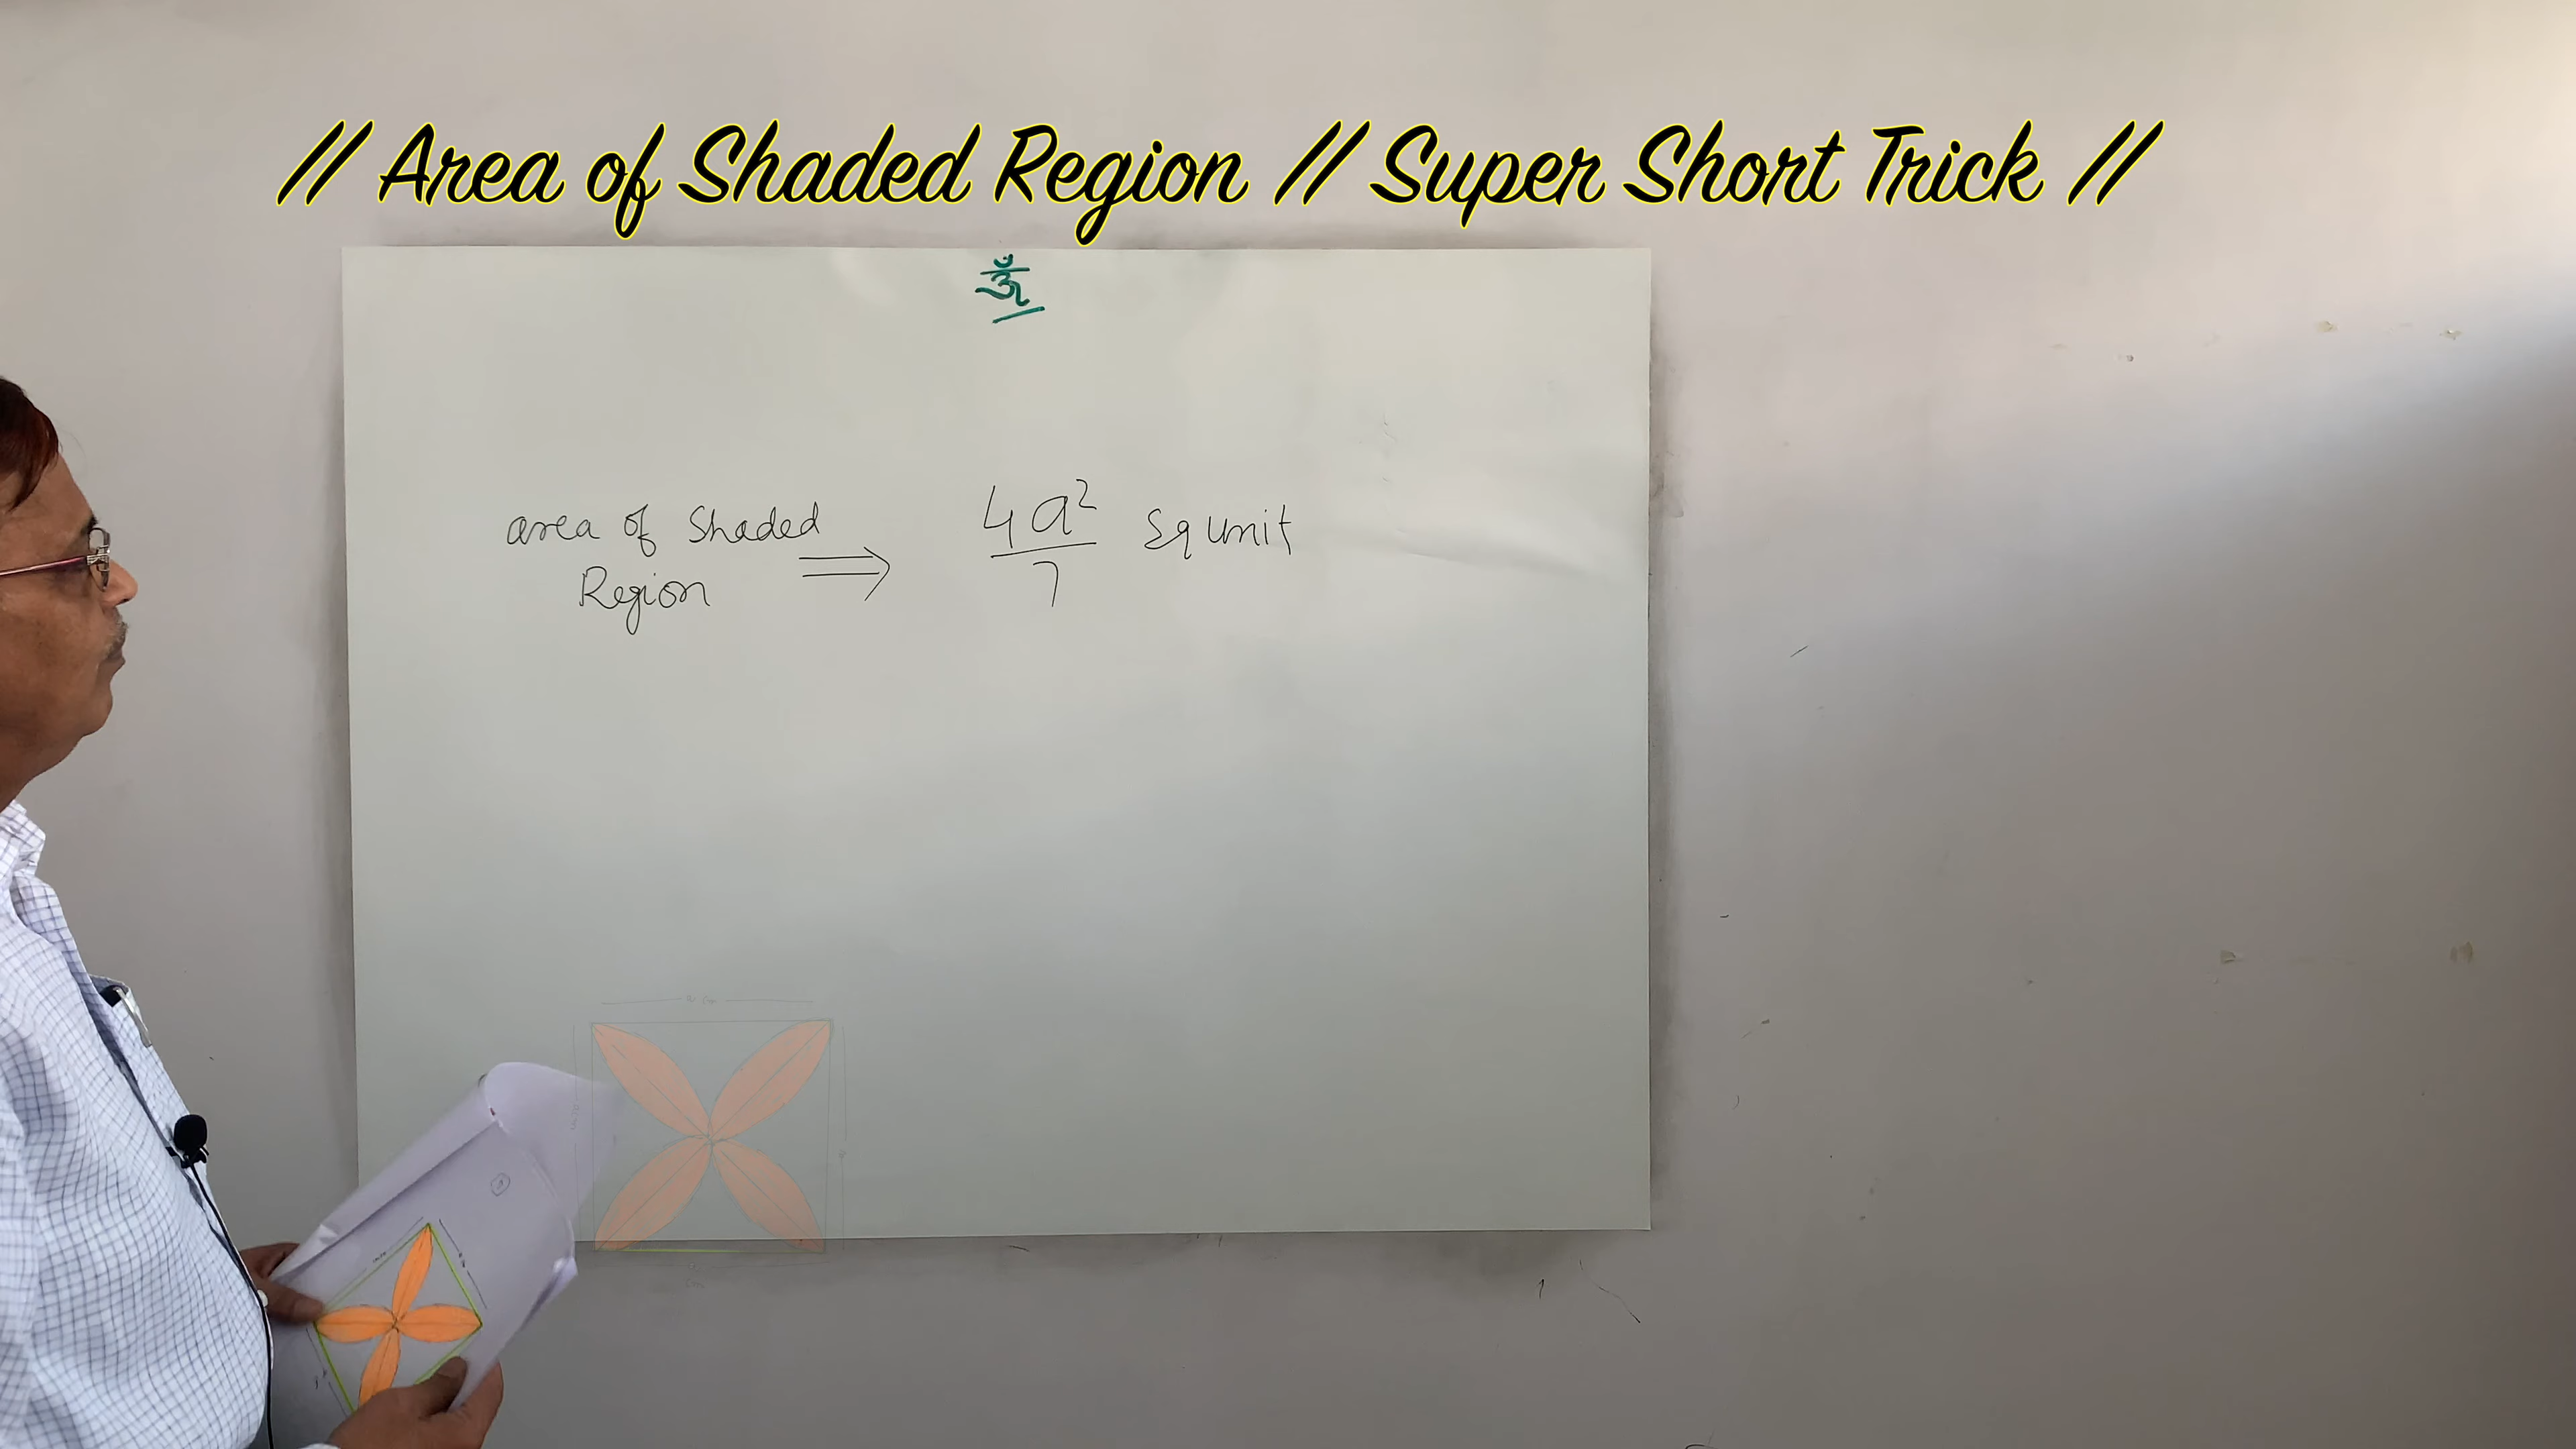 // Area of Shaded Region // Super Short Trick //
ॐ
area of Shaded
Region
⟹ 4a²/7 Sq unit